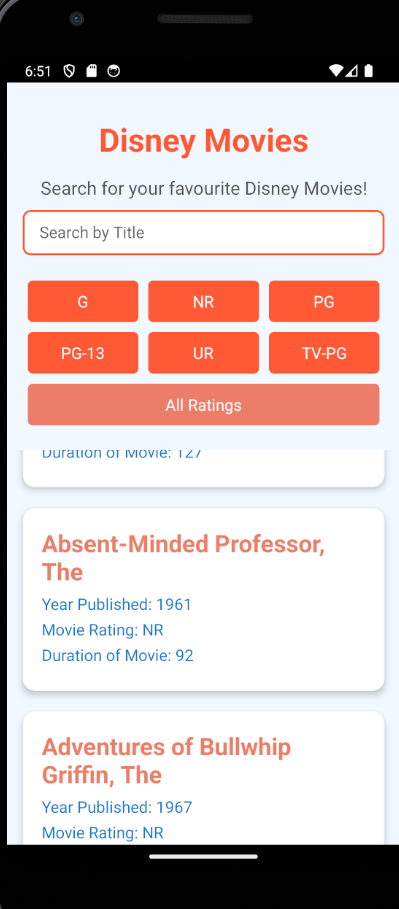 6:51
Disney Movies
Search for your favourite Disney Movies!
Search by Title
G NR PG
PG-13 UR TV-PG
All Ratings
Duration of Movie: 127
Absent-Minded Professor,
The
Year Published: 1961
Movie Rating: NR
Duration of Movie: 92
Adventures of Bullwhip
Griffin, The
Year Published: 1967
Movie Rating: NR